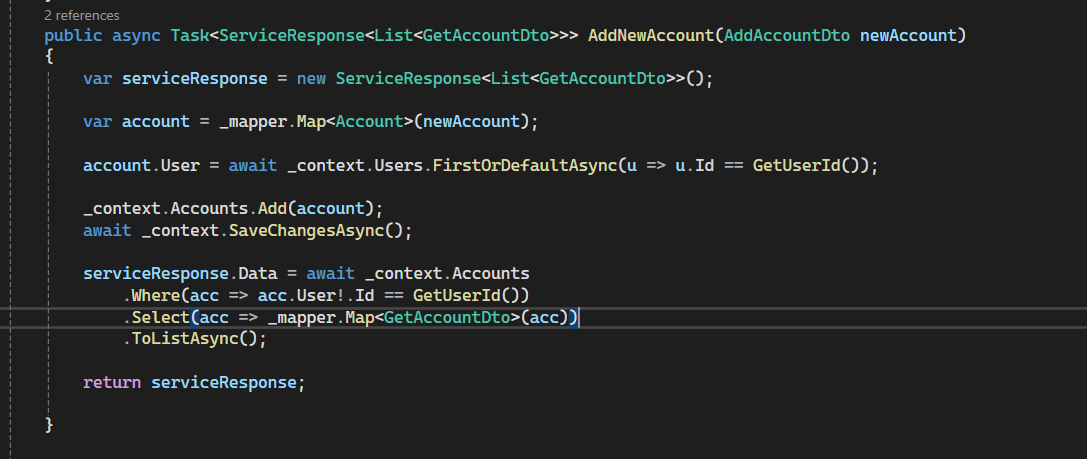 2 references
public async Task<ServiceResponse<List<GetAccountDto>>> AddNewAccount(AddAccountDto newAccount)
{
var serviceResponse = new ServiceResponse<List<GetAccountDto>>();
var account = _mapper.Map<Account>(newAccount);
account.User = await _context.Users.FirstOrDefaultAsync(u => u.Id == GetUserId());
_context.Accounts.Add(account);
await _context.SaveChangesAsync();
serviceResponse.Data = await _context.Accounts
.Where(acc => acc.User!.Id == GetUserId())
.Select(acc => _mapper.Map<GetAccountDto>(acc))
.ToListAsync();
return serviceResponse;
}